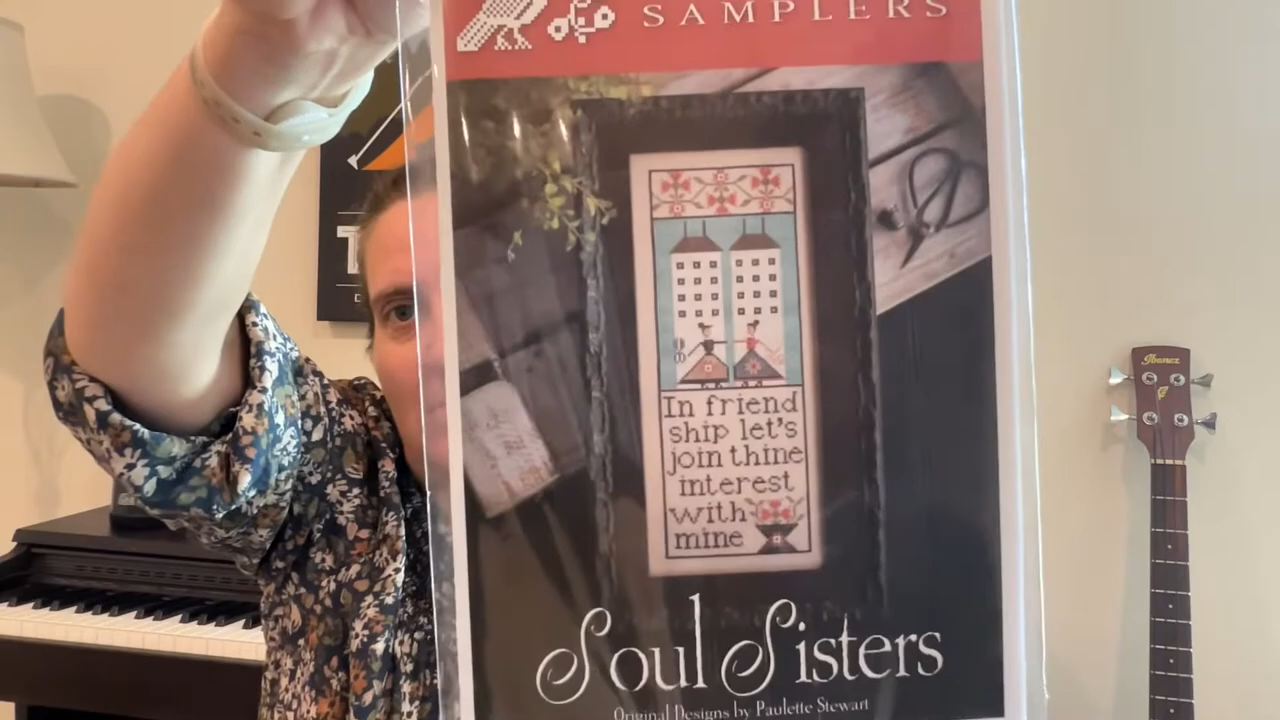 SAMPLERS
In friend
ship let's
join thine
interest
with
mine
Soul Sisters
Original Designs by Paulette Stewart
Ibanez